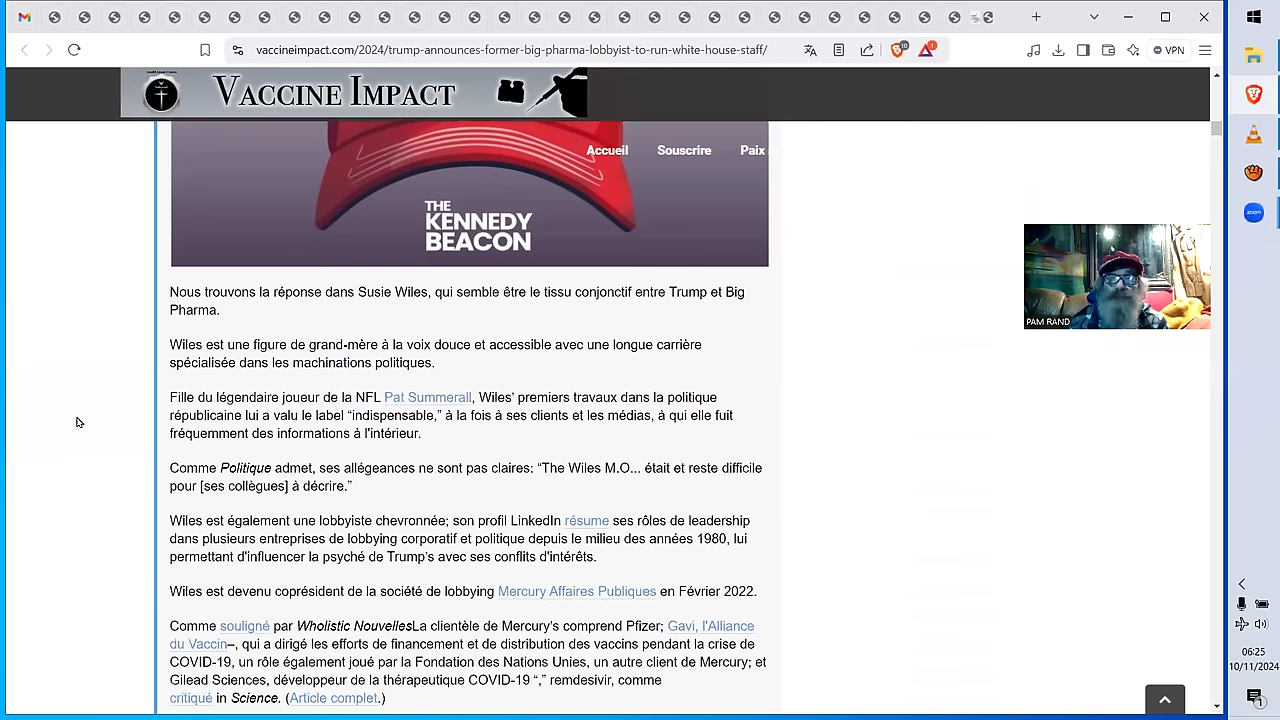 vaccineimpact.com/2024/trump-announces-former-big-pharma-lobbyist-to-run-white-house-staff/
10
1
VPN
VACCINE IMPACT
Accueil Souscrire Paix
THE
KENNEDY
BEACON
Nous trouvons la réponse dans Susie Wiles, qui semble être le tissu conjonctif entre Trump et Big
Pharma.
Wiles est une figure de grand-mère à la voix douce et accessible avec une longue carrière
spécialisée dans les machinations politiques.
Fille du légendaire joueur de la NFL Pat Summerall, Wiles’ premiers travaux dans la politique
républicaine lui a valu le label “indispensable,” à la fois à ses clients et les médias, à qui elle fuit
fréquemment des informations à l'intérieur.
Comme Politique admet, ses allégeances ne sont pas claires: “The Wiles M.O... était et reste difficile
pour [ses collègues] à décrire.”
Wiles est également une lobbyiste chevronnée; son profil LinkedIn résume ses rôles de leadership
dans plusieurs entreprises de lobbying corporatif et politique depuis le milieu des années 1980, lui
permettant d'influencer la psyché de Trump’s avec ses conflits d'intérêts.
Wiles est devenu coprésident de la société de lobbying Mercury Affaires Publiques en Février 2022.
Comme souligné par Wholistic NouvellesLa clientèle de Mercury’s comprend Pfizer; Gavi, l'Alliance
du Vaccin–, qui a dirigé les efforts de financement et de distribution des vaccins pendant la crise de
COVID-19, un rôle également joué par la Fondation des Nations Unies, un autre client de Mercury; et
Gilead Sciences, développeur de la thérapeutique COVID-19 “,” remdesivir, comme
critiqué in Science. (Article complet.)
PAM RAND
zoom
06:25
10/11/2024
1